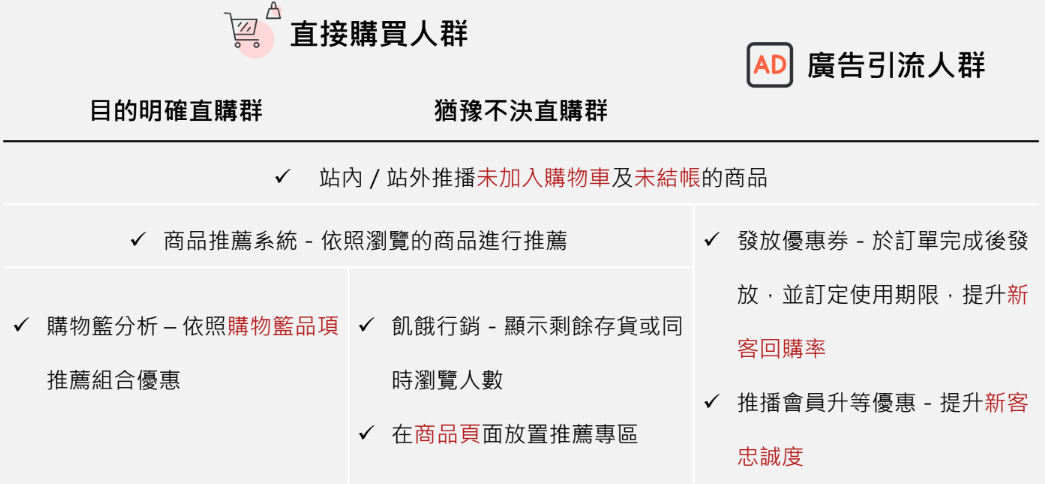 直接購買人群
AD 廣告引流人群
目的明確直購群
猶豫不決直購群
✓ 站內 / 站外推播未加入購物車及未結帳的商品
✓ 商品推薦系統 - 依照瀏覽的商品進行推薦
✓ 購物籃分析 – 依照購物籃品項
推薦組合優惠
✓ 飢餓行銷 - 顯示剩餘存貨或同
時瀏覽人數
✓ 在商品頁面放置推薦專區
✓ 發放優惠券 - 於訂單完成後發
放，並訂定使用期限，提升新
客回購率
✓ 推播會員升等優惠 - 提升新客
忠誠度